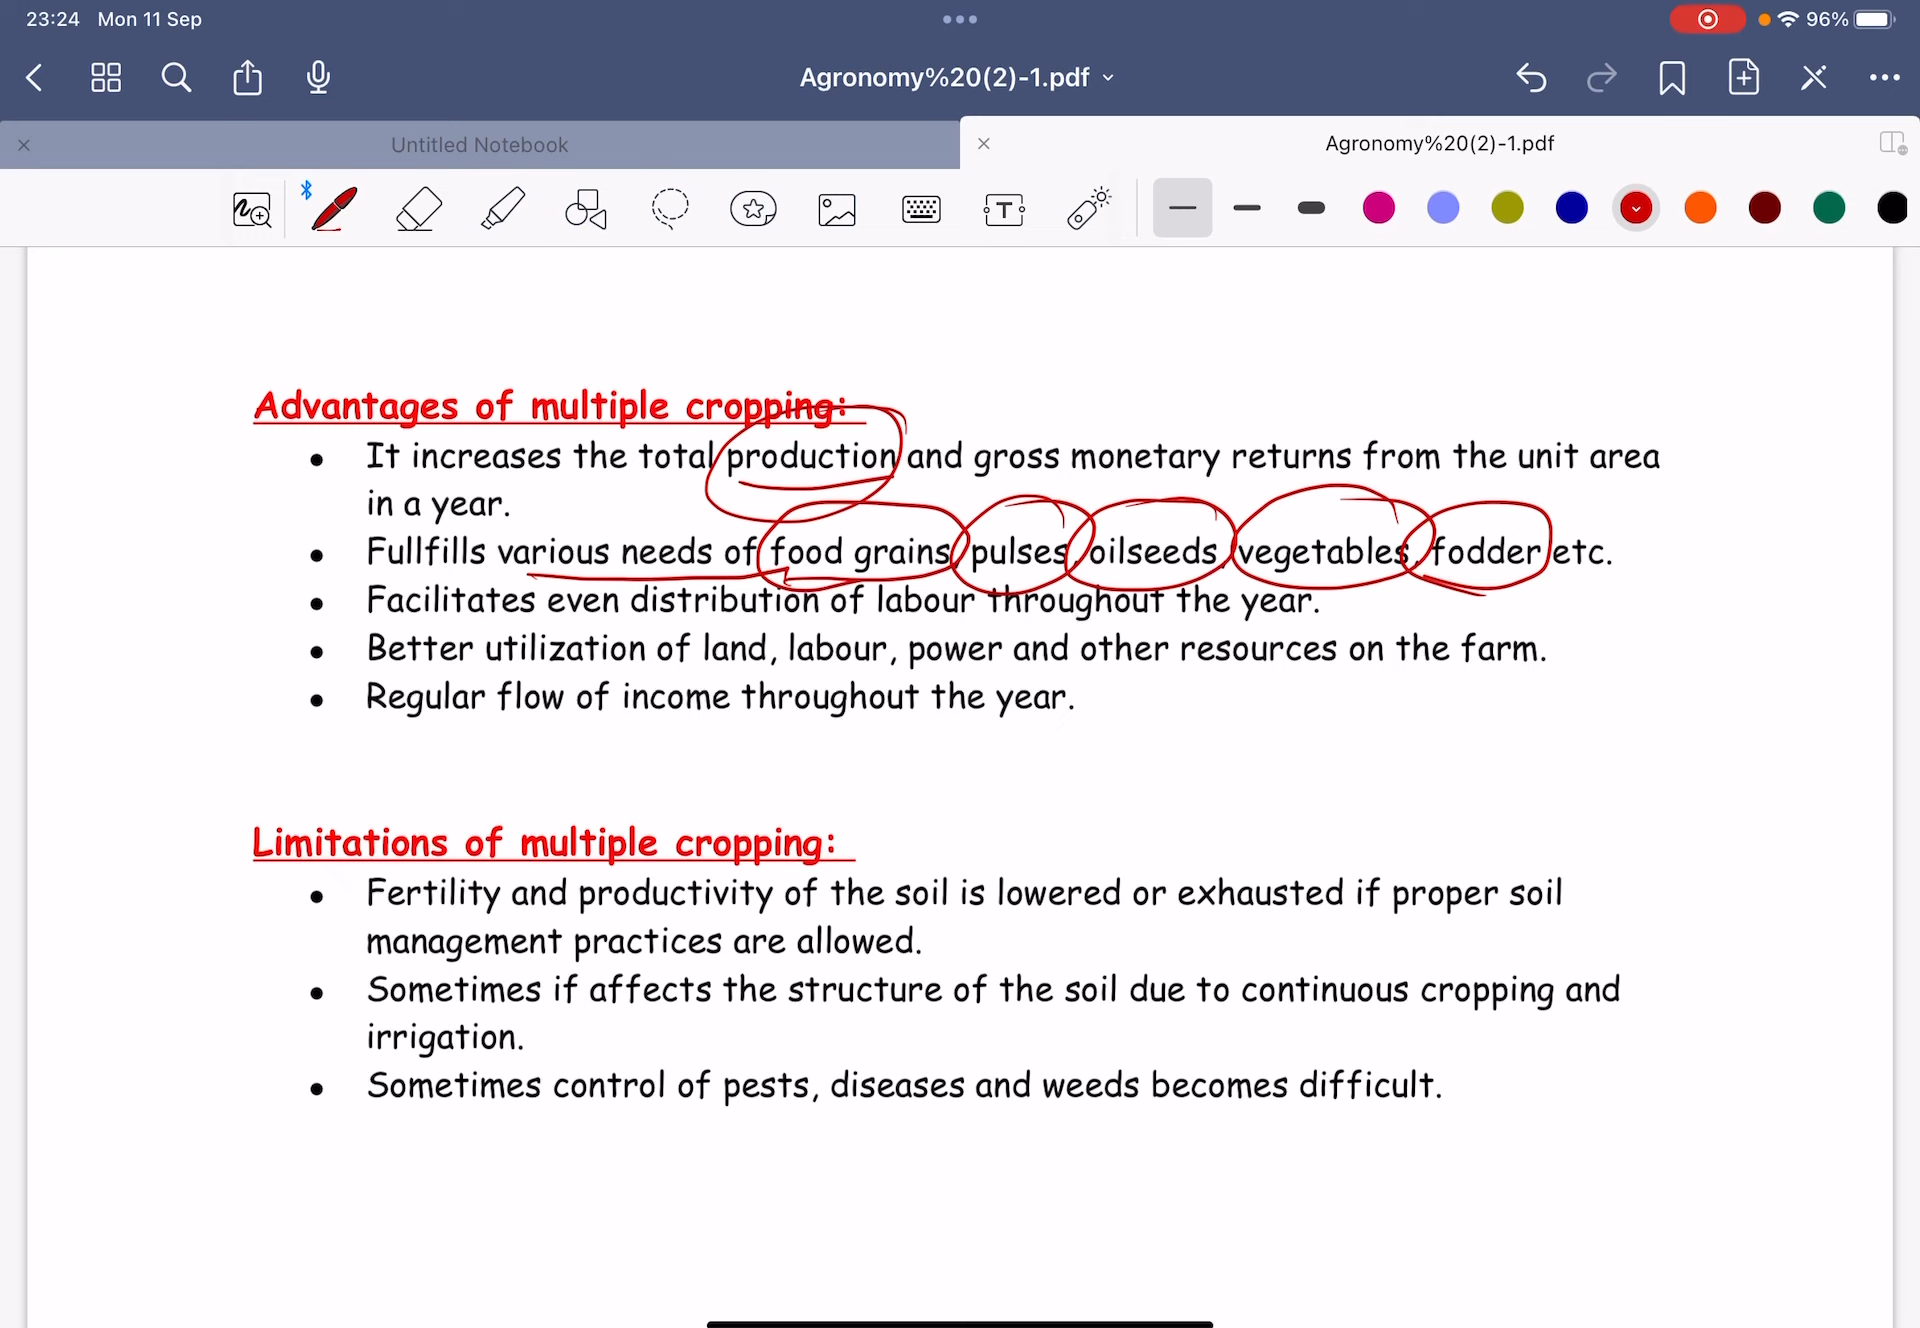 23:24 Mon 11 Sep
96%
Agronomy%20(2)-1.pdf
Untitled Notebook
Agronomy%20(2)-1.pdf
Advantages of multiple cropping:
• It increases the total production and gross monetary returns from the unit area
in a year.
• Fullfills various needs of food grains, pulses, oilseeds, vegetables, fodder etc.
• Facilitates even distribution of labour throughout the year.
• Better utilization of land, labour, power and other resources on the farm.
• Regular flow of income throughout the year.
Limitations of multiple cropping:
• Fertility and productivity of the soil is lowered or exhausted if proper soil
management practices are allowed.
• Sometimes if affects the structure of the soil due to continuous cropping and
irrigation.
• Sometimes control of pests, diseases and weeds becomes difficult.